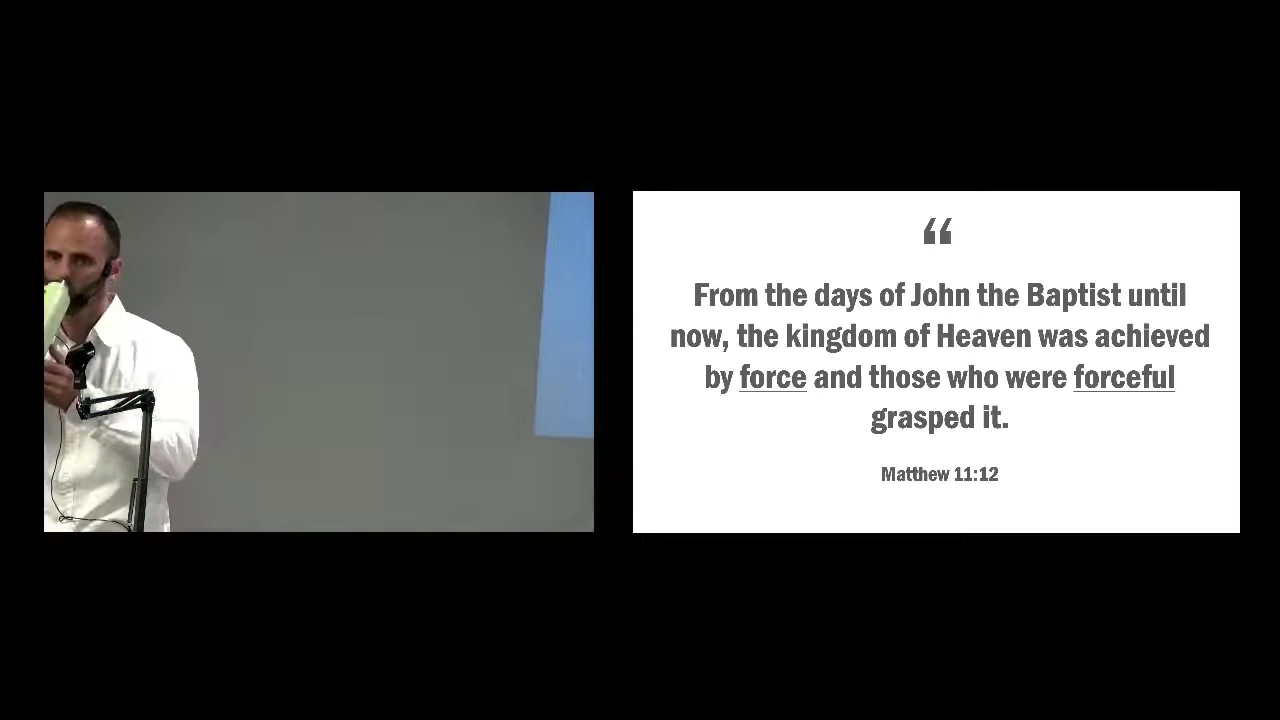 “
From the days of John the Baptist until
now, the kingdom of Heaven was achieved
by force and those who were forceful
grasped it.
Matthew 11:12